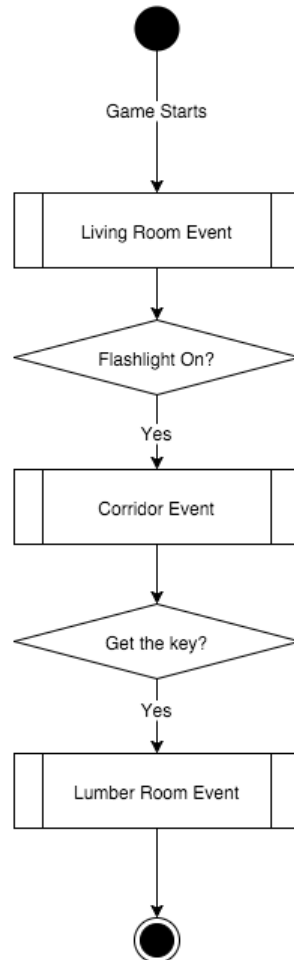 Game Starts
Living Room Event
Flashlight On?
Yes
Corridor Event
Get the key?
Yes
Lumber Room Event